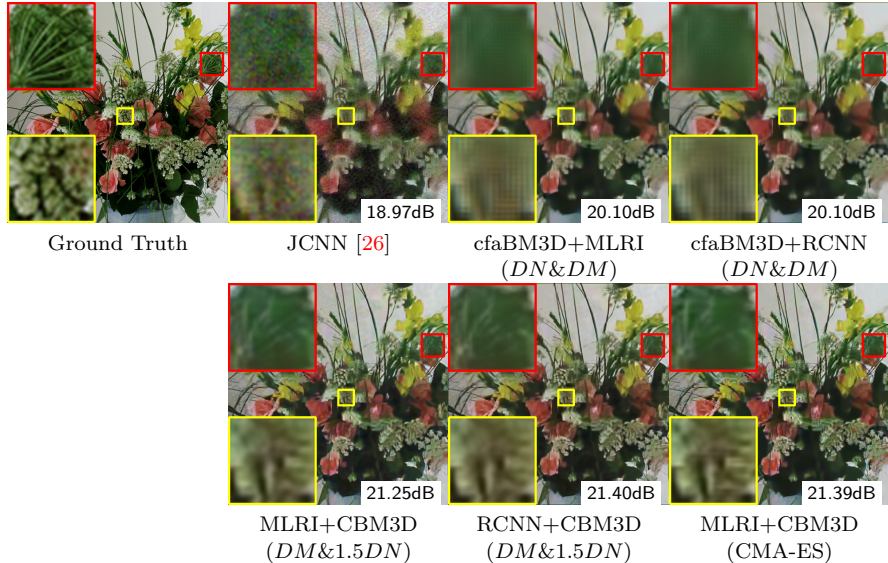 18.97dB
20.10dB
20.10dB
Ground Truth
JCNN [26]
cfaBM3D+MLRI
(DN&DM)
cfaBM3D+RCNN
(DN&DM)
21.25dB
21.40dB
21.39dB
MLRI+CBM3D
(DM&1.5DN)
RCNN+CBM3D
(DM&1.5DN)
MLRI+CBM3D
(CMA-ES)